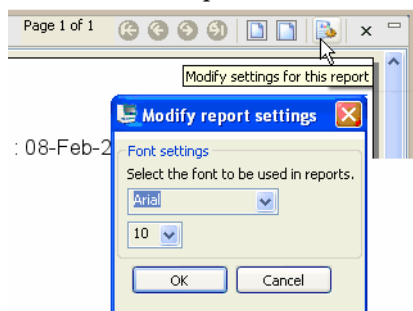 Page 1 of 1
Modify settings for this report
Modify report settings
: 08-Feb-2
Font settings
Select the font to be used in reports.
Arial
10
OK Cancel